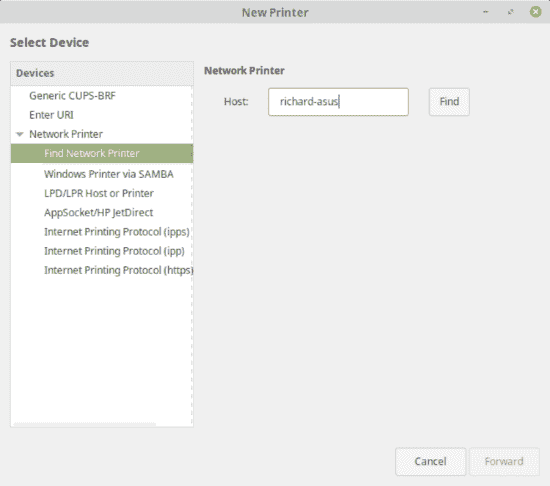 New Printer
Select Device
Devices
Generic CUPS-BRF
Enter URI
Network Printer
Find Network Printer
Windows Printer via SAMBA
LPD/LPR Host or Printer
AppSocket/HP JetDirect
Internet Printing Protocol (ipps)
Internet Printing Protocol (ipp)
Internet Printing Protocol (https)
Network Printer
Host: richard-asus Find
Cancel Forward